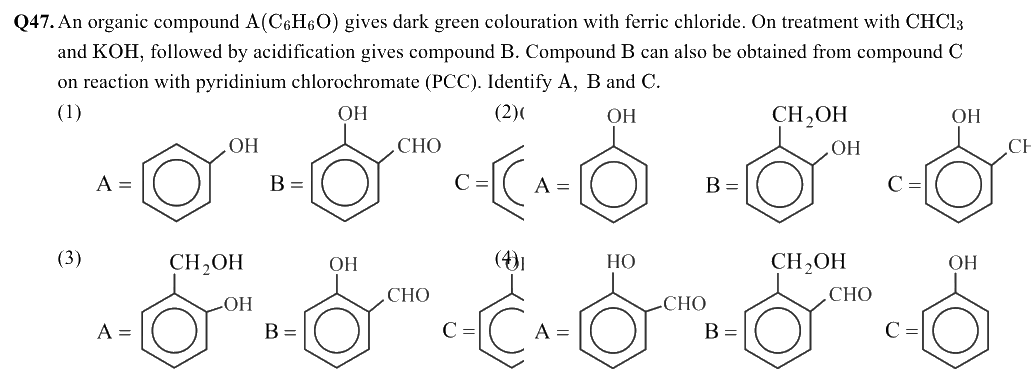 Q47. An organic compound A(C₆H₆O) gives dark green colouration with ferric chloride. On treatment with CHCl₃
and KOH, followed by acidification gives compound B. Compound B can also be obtained from compound C
on reaction with pyridinium chlorochromate (PCC). Identify A, B and C.
(1)
A =
OH
B =
OH
CHO
C =
(2)
A =
OH
B =
CH₂OH
OH
C =
OH
(3)
A =
CH₂OH
OH
B =
OH
CHO
C =
(4)
A =
HO
CHO
B =
CH₂OH
CHO
C =
OH